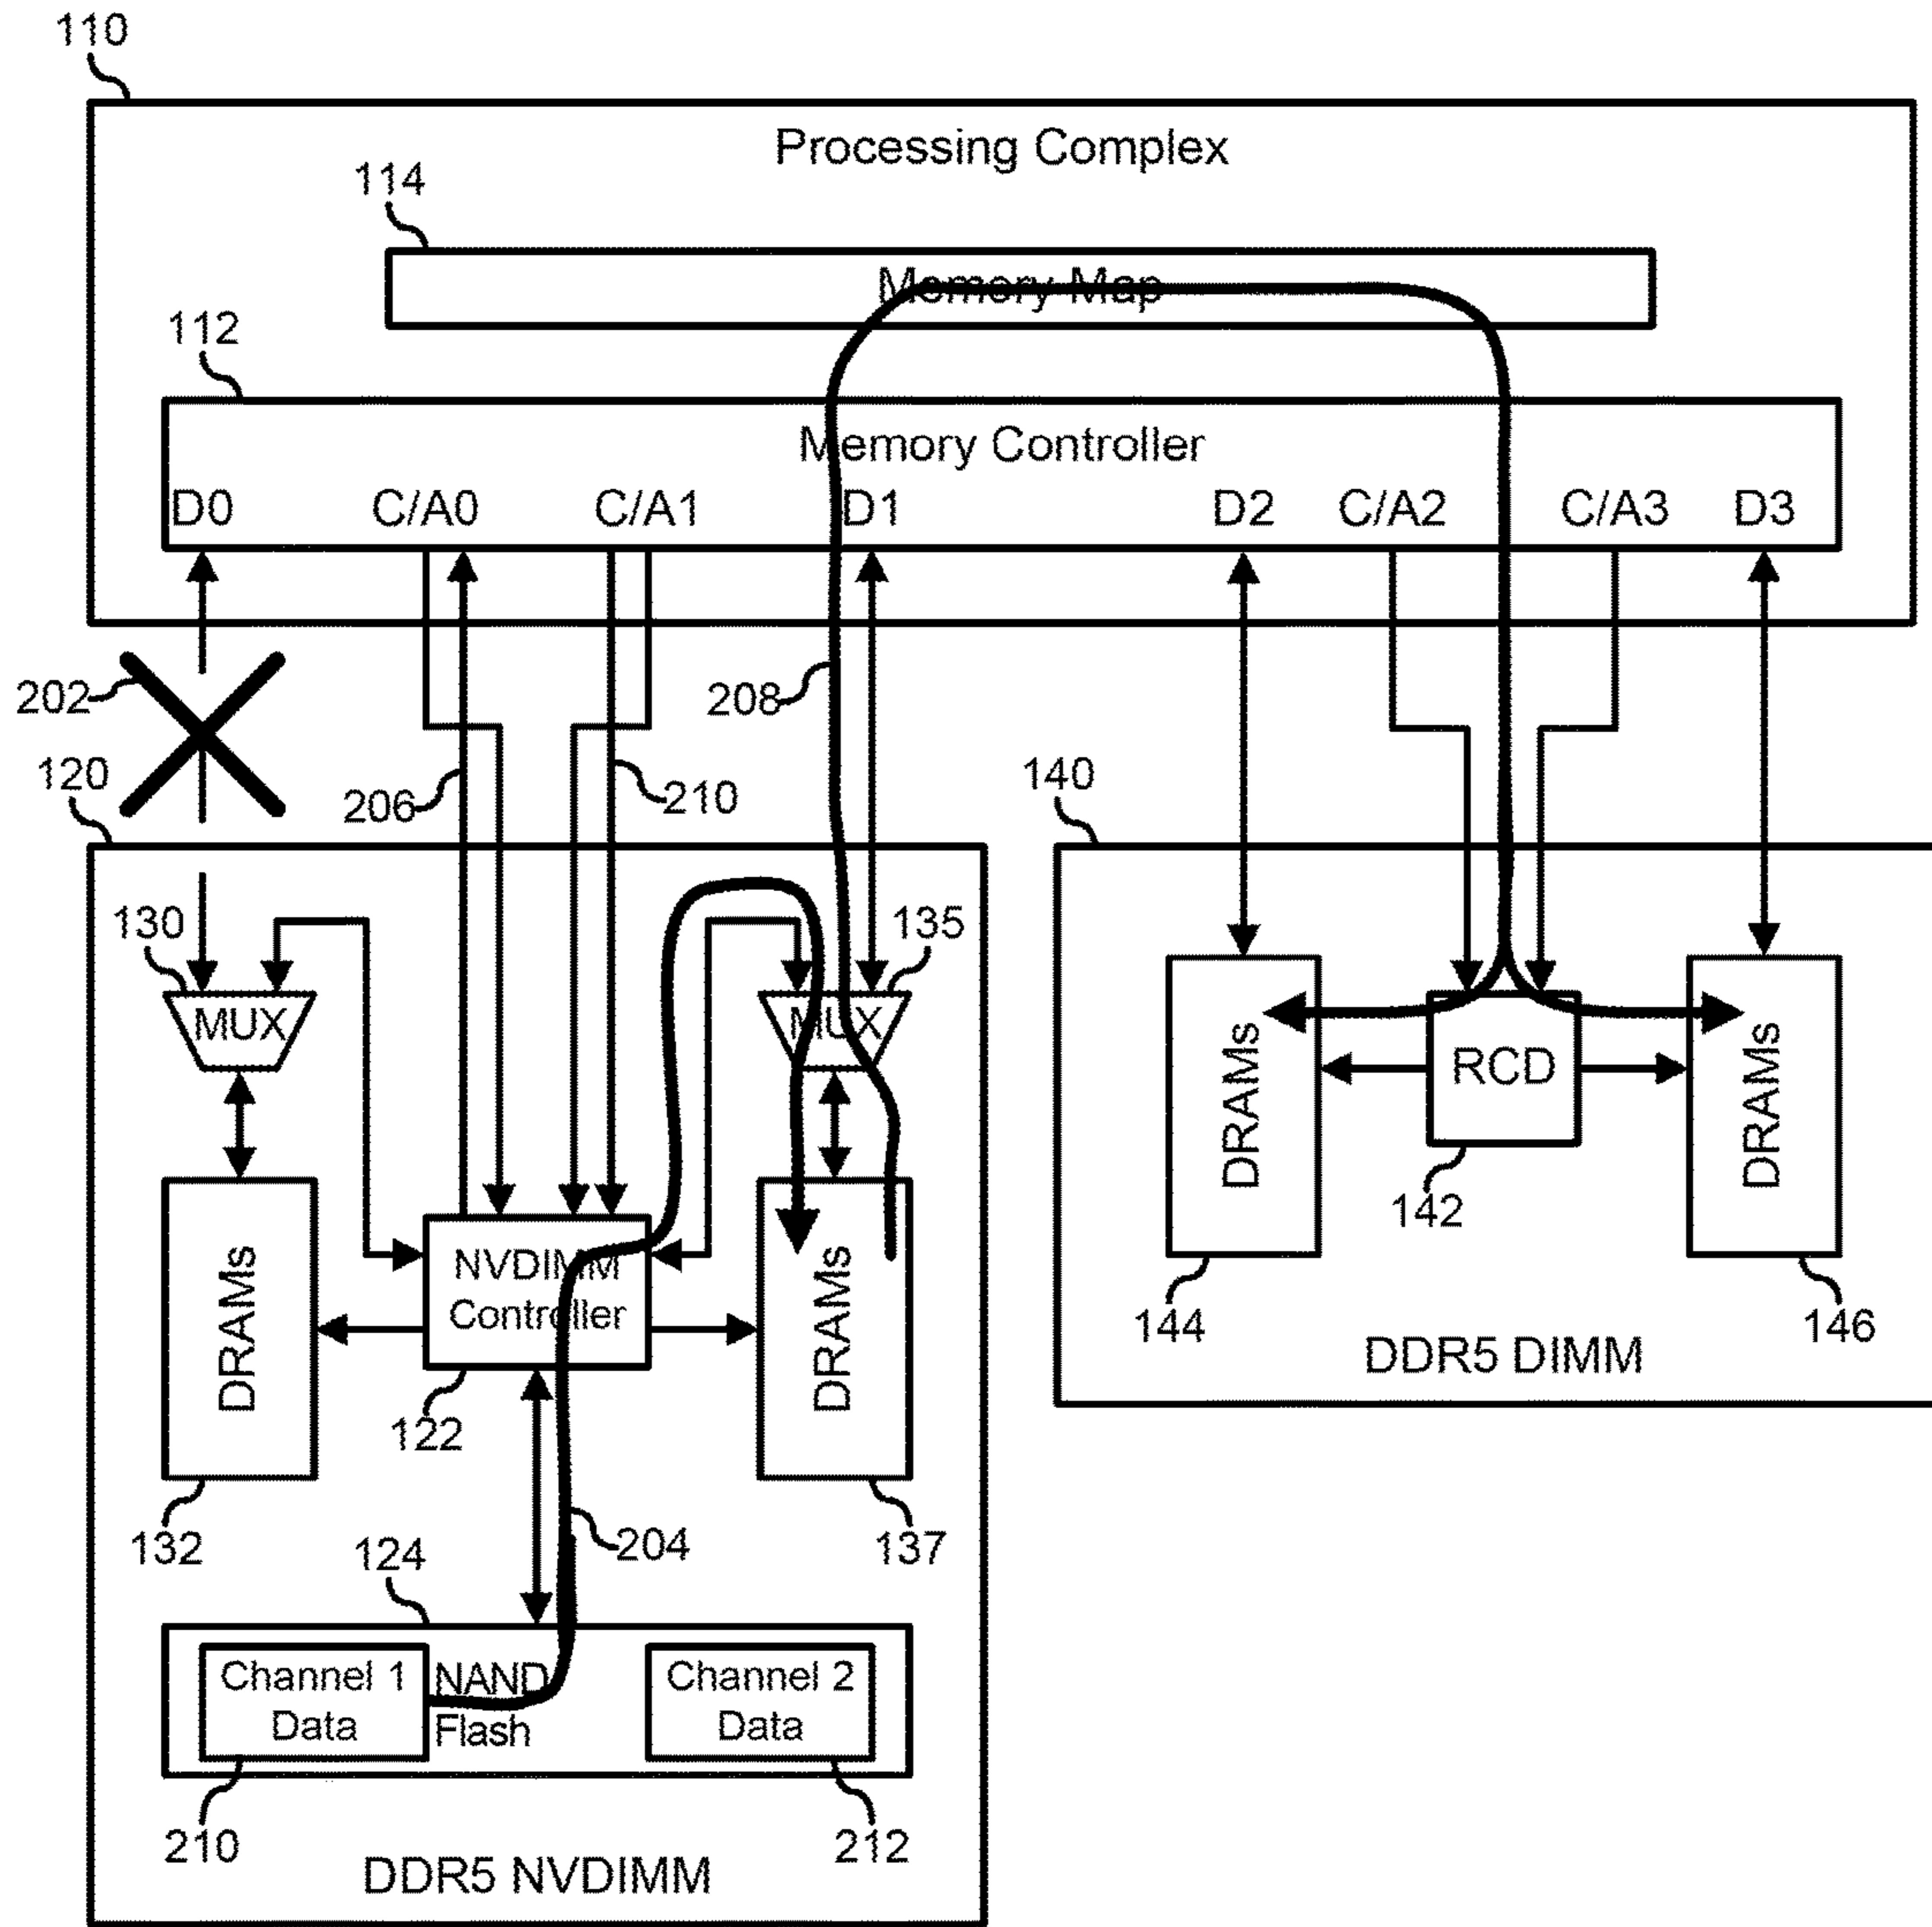 110
Processing Complex
114
Memory Map
112
Memory Controller
D0 C/A0 C/A1 D1 D2 C/A2 C/A3 D3
202
208
120
206
210
140
130
135
MUX
MUX
DRAMs
RCD
DRAMs
142
NVDIMM
Controller
DRAMs
DRAMs
144
146
DDR5 DIMM
122
132
124
204
137
Channel 1
Data
NAND
Flash
Channel 2
Data
210
212
DDR5 NVDIMM